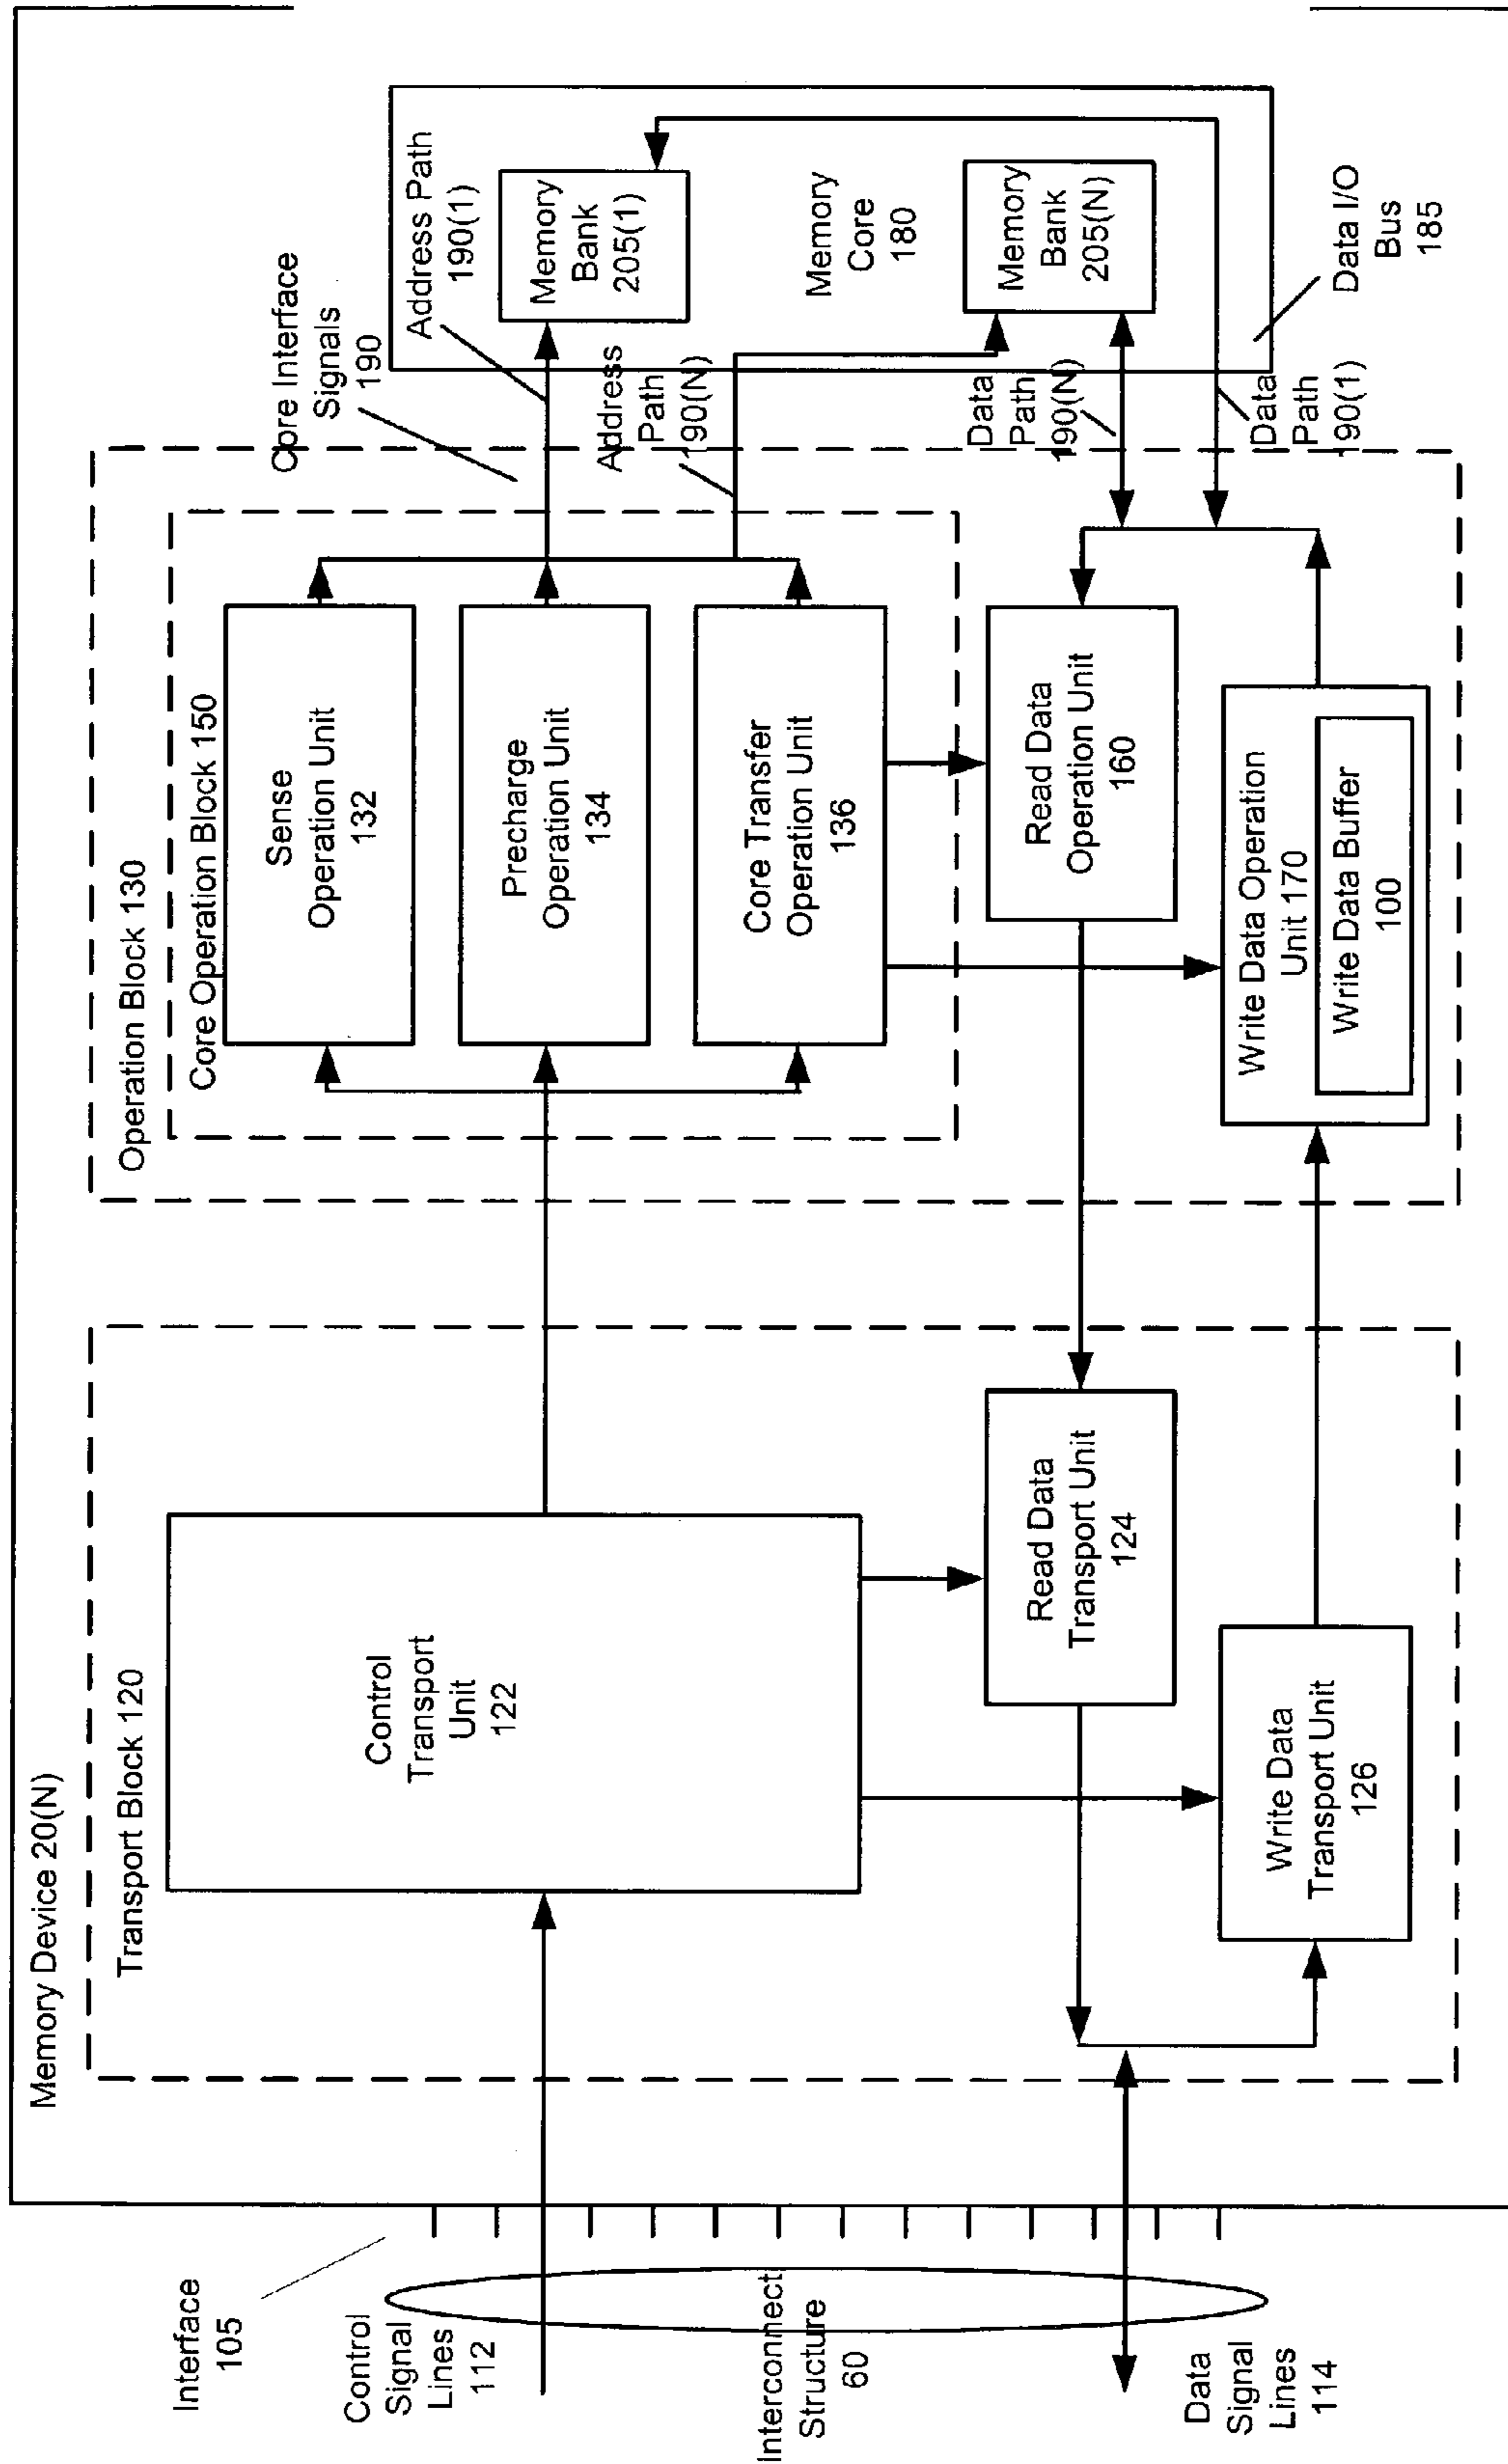 Memory Device 20(N)
Interface
105
Control
Signal
Lines
112
Interconnect
Structure
60
Data
Signal
Lines
114
Transport Block 120
Control
Transport
Unit
122
Read Data
Transport Unit
124
Write Data
Transport Unit
126
Operation Block 130
Core Operation Block 150
Sense
Operation Unit
132
Precharge
Operation Unit
134
Core Transfer
Operation Unit
136
Read Data
Operation Unit
160
Write Data Operation
Unit 170
Write Data Buffer
100
Core Interface
Signals
190
Address Path
190(1)
Address
Path
190(N)
Memory
Bank
205(1)
Memory
Core
180
Memory
Bank
205(N)
Data
Path
190(N)
Data
Path
190(1)
Data I/O
Bus
185